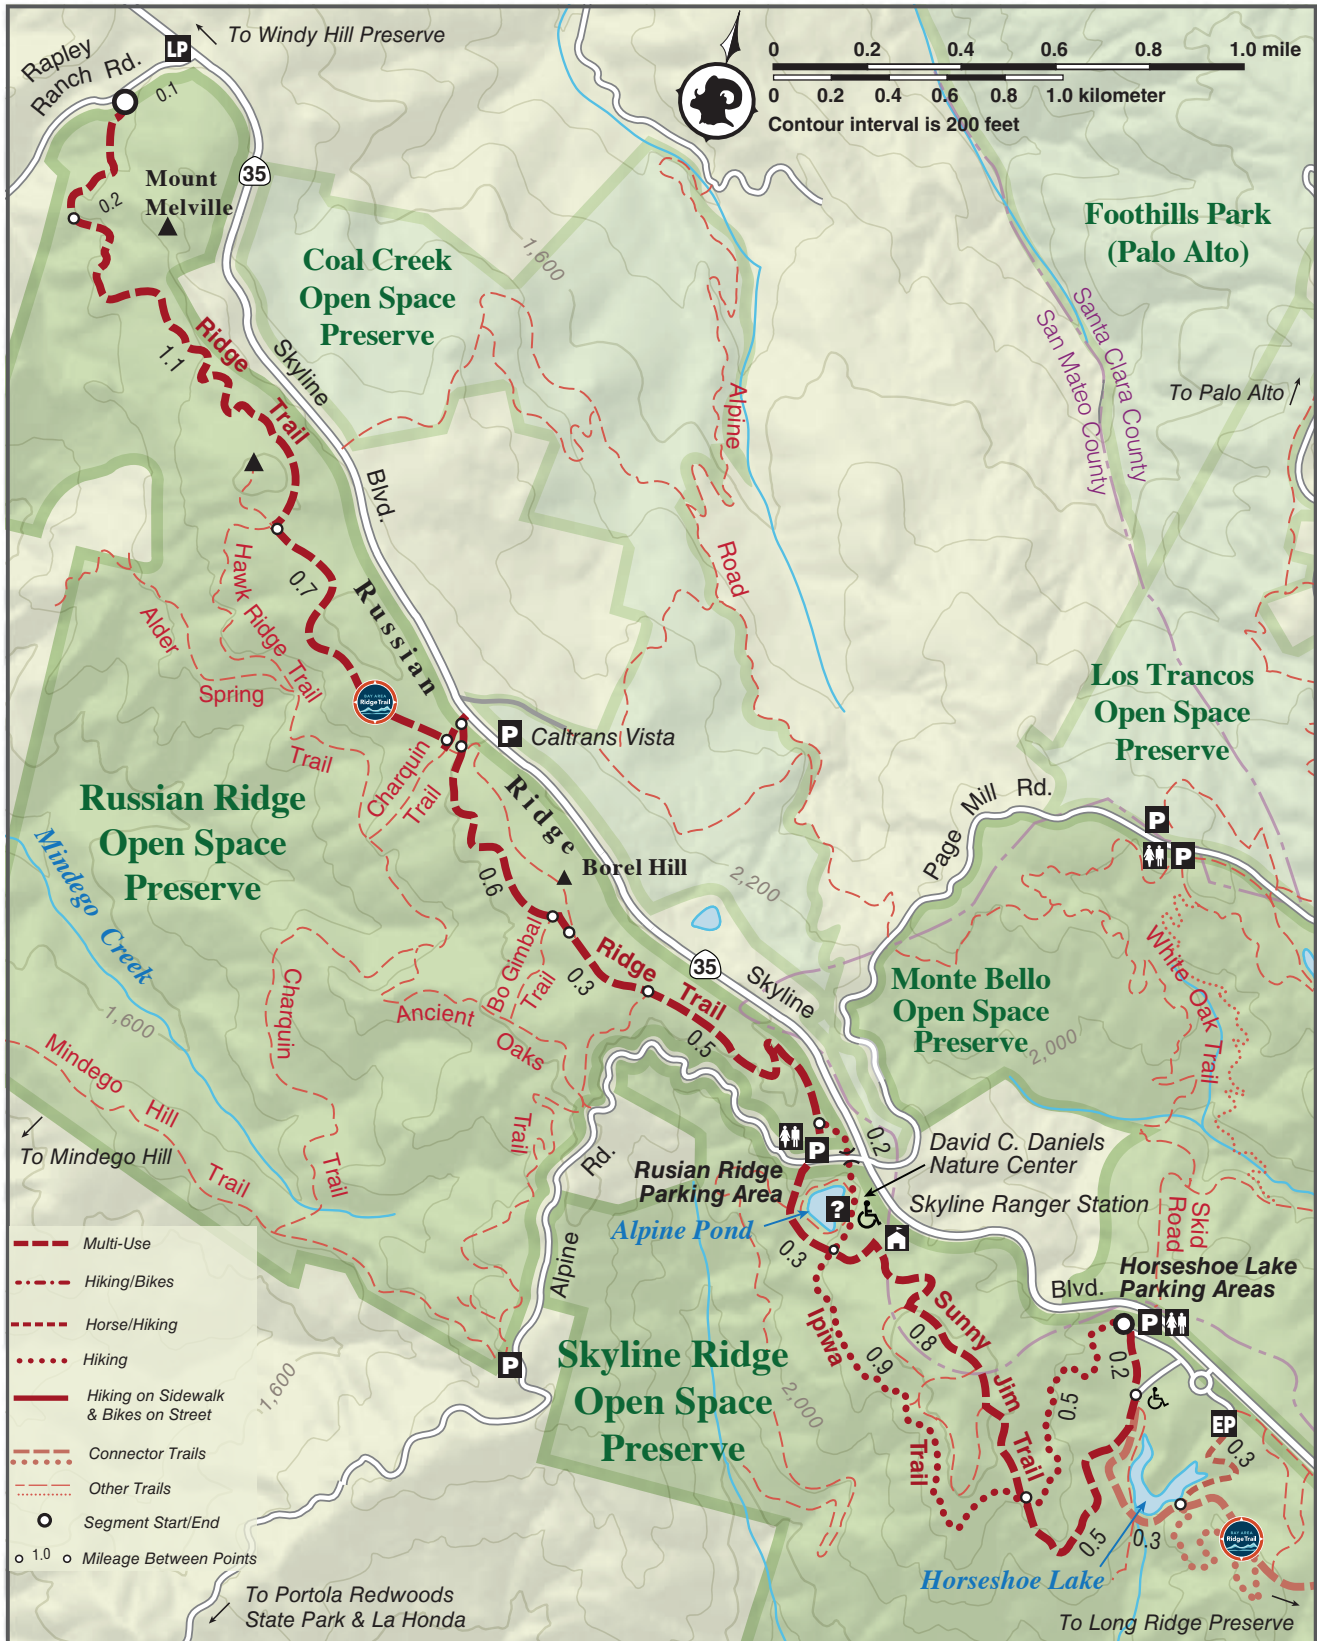 To Windy Hill Preserve
LP
Rapley
Ranch Rd.
0.1
0 0.2 0.4 0.6 0.8 1.0 mile
0 0.2 0.4 0.6 0.8 1.0 kilometer
Contour interval is 200 feet
35
Mount
Melville
0.2
Foothills Park
(Palo Alto)
Coal Creek
Open Space
Preserve
1,600
Santa Clara County
San Mateo County
To Palo Alto
Ridge
Trail
1.1
Skyline
Blvd.
Alpine
Road
Hawk Ridge Trail
0.7
Russian
Ridge
Alder
Spring
Trail
BAY AREA
RidgeTrail
Charquin
Trail
P
Caltrans Vista
Los Trancos
Open Space
Preserve
Russian Ridge
Open Space
Preserve
Page Mill Rd.
P
P
Mindego Creek
Borel Hill
0.6
2,200
Ridge
Trail
35
Skyline
White Oak Trail
Monte Bello
Open Space
Preserve
2,000
Bo Gimbal
Trail
0.3
Charquin
Trail
Ancient
Oaks
Trail
0.5
1,600
Mindego
Hill
Trail
To Mindego Hill
Rd.
Alpine
P
0.2
David C. Daniels
Nature Center
Rusian Ridge
Parking Area
Alpine Pond
?
Skyline Ranger Station
Skid
Road
Horseshoe Lake
Parking Areas
Blvd.
P
0.3
Sunny
Jim
Trail
0.8
Ipiwa
Trail
0.9
0.5
0.2
Skyline Ridge
Open Space
Preserve
P
2,000
1,600
EP
0.3
0.5
0.3
BAY AREA
RidgeTrail
Horseshoe Lake
To Long Ridge Preserve
Multi-Use
Hiking/Bikes
Horse/Hiking
Hiking
Hiking on Sidewalk
& Bikes on Street
Connector Trails
Other Trails
Segment Start/End
1.0 Mileage Between Points
To Portola Redwoods
State Park & La Honda